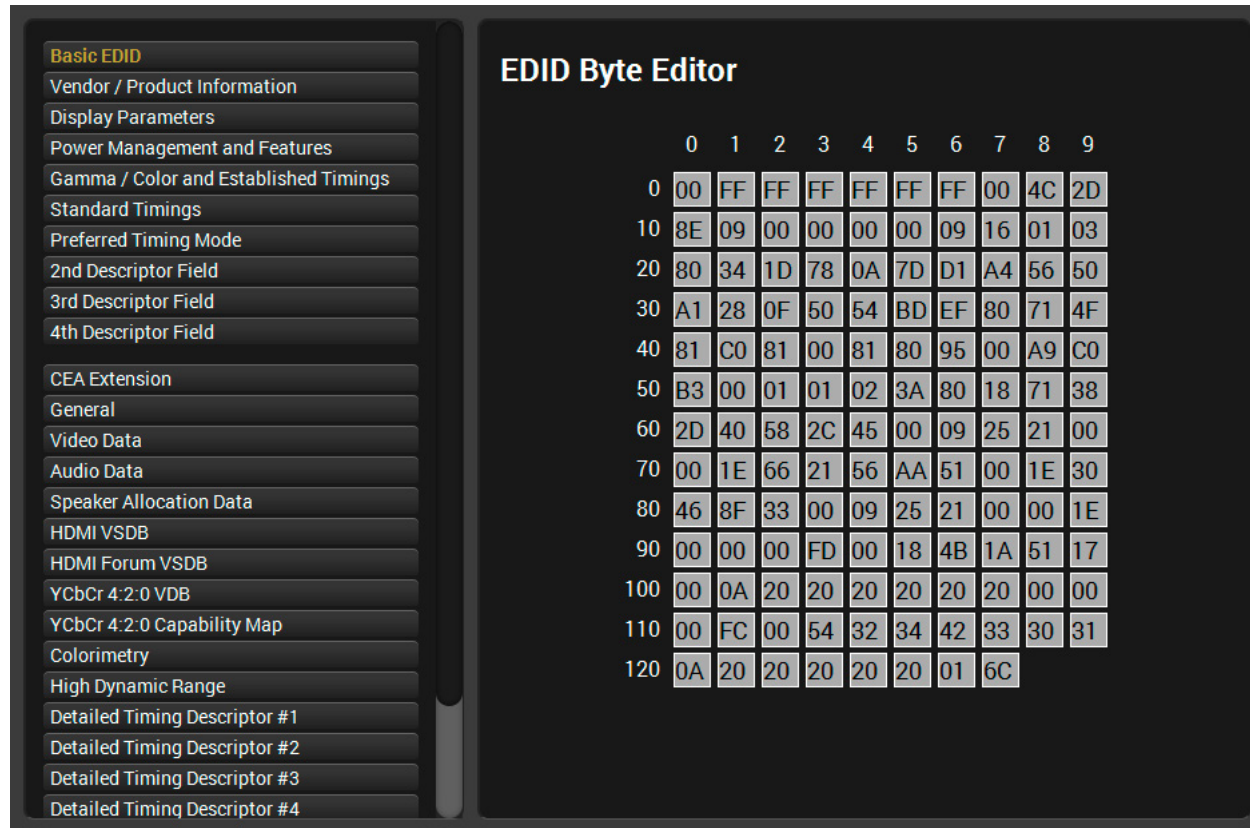 Basic EDID
Vendor / Product Information
Display Parameters
Power Management and Features
Gamma / Color and Established Timings
Standard Timings
Preferred Timing Mode
2nd Descriptor Field
3rd Descriptor Field
4th Descriptor Field
CEA Extension
General
Video Data
Audio Data
Speaker Allocation Data
HDMI VSDB
HDMI Forum VSDB
YCbCr 4:2:0 VDB
YCbCr 4:2:0 Capability Map
Colorimetry
High Dynamic Range
Detailed Timing Descriptor #1
Detailed Timing Descriptor #2
Detailed Timing Descriptor #3
Detailed Timing Descriptor #4
EDID Byte Editor
0 1 2 3 4 5 6 7 8 9
0 00 FF FF FF FF FF FF 00 4C 2D
10 8E 09 00 00 00 00 09 16 01 03
20 80 34 1D 78 0A 7D D1 A4 56 50
30 A1 28 0F 50 54 BD EF 80 71 4F
40 81 C0 81 00 81 80 95 00 A9 C0
50 B3 00 01 01 02 3A 80 18 71 38
60 2D 40 58 2C 45 00 09 25 21 00
70 00 1E 66 21 56 AA 51 00 1E 30
80 46 8F 33 00 09 25 21 00 00 1E
90 00 00 00 FD 00 18 4B 1A 51 17
100 00 0A 20 20 20 20 20 20 00 00
110 00 FC 00 54 32 34 42 33 30 31
120 0A 20 20 20 20 20 01 6C